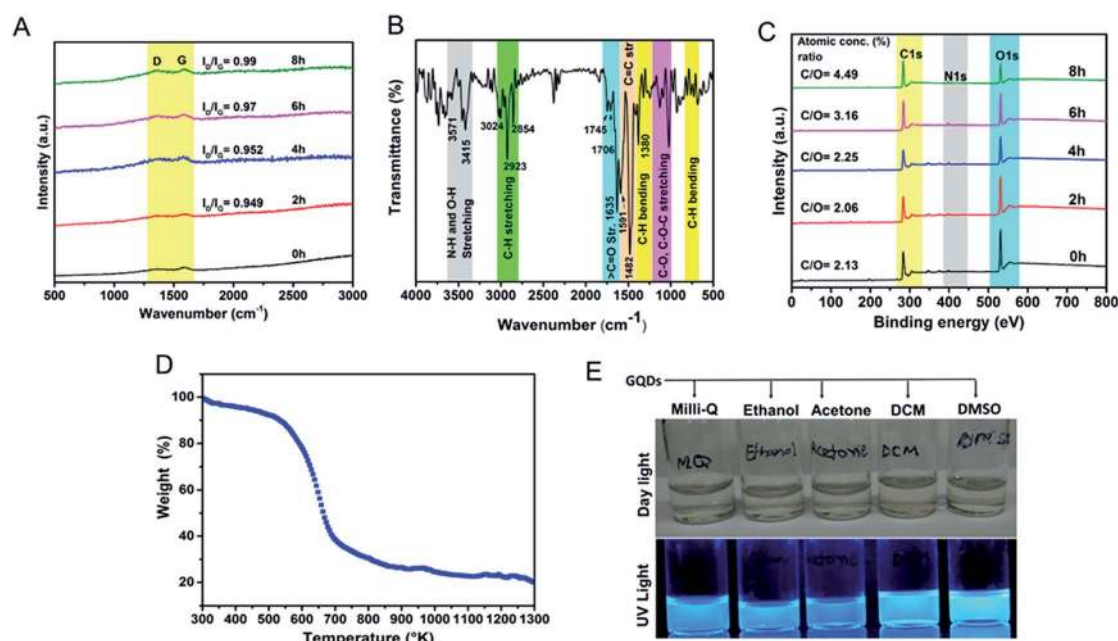 A
D G
I_D/I_G= 0.99 8h
I_D/I_G= 0.97 6h
I_D/I_G= 0.952 4h
I_D/I_G= 0.949 2h
0h
Intensity (a.u.)
500 1000 1500 2000 2500 3000
Wavenumber (cm⁻¹)
B
Transmittance (%)
3571
3415
N-H and O-H
Stretching
3024
2854
2923
C-H stretching
1745
1706
>C=O Str. 1635
C=C str
1591
1482
1380
C-H bending
C-O, C-O-C stretching
C-H bending
4000 3500 3000 2500 2000 1500 1000 500
Wavenumber (cm⁻¹)
C
Atomic conc. (%)
ratio
C1s
N1s
O1s
C/O= 4.49 8h
C/O= 3.16 6h
C/O= 2.25 4h
C/O= 2.06 2h
C/O= 2.13 0h
Intensity (a.u.)
0 100 200 300 400 500 600 700 800
Binding energy (eV)
D
Weight (%)
100
80
60
40
20
300 400 500 600 700 800 900 1000 1100 1200 1300
Temperature (°K)
E
GQDs
Milli-Q Ethanol Acetone DCM DMSO
Day light
MQ Ethanol Acetone DCM
UV Light